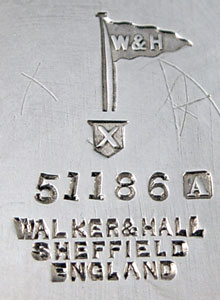 W&H
X
51186 A
WALKER&HALL
SHEFFIELD
ENGLAND